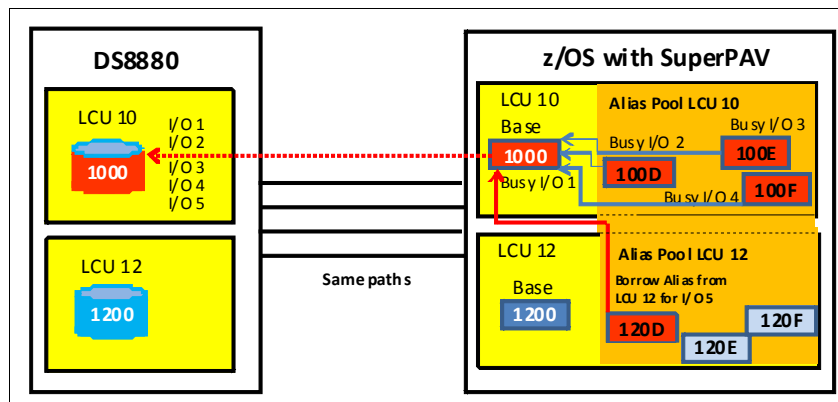 DS8880
z/OS with SuperPAV
LCU 10
I/O 1
I/O 2
1000
I/O 3
I/O 4
I/O 5
LCU 10
Base
1000
Busy I/O 1
Alias Pool LCU 10
Busy I/O 3
Busy I/O 2
100E
100D
100F
Busy I/O 4
Same paths
LCU 12
1200
LCU 12
Base
1200
Alias Pool LCU 12
Borrow Alias from
LCU 12 for I/O5
120D
120F
120E